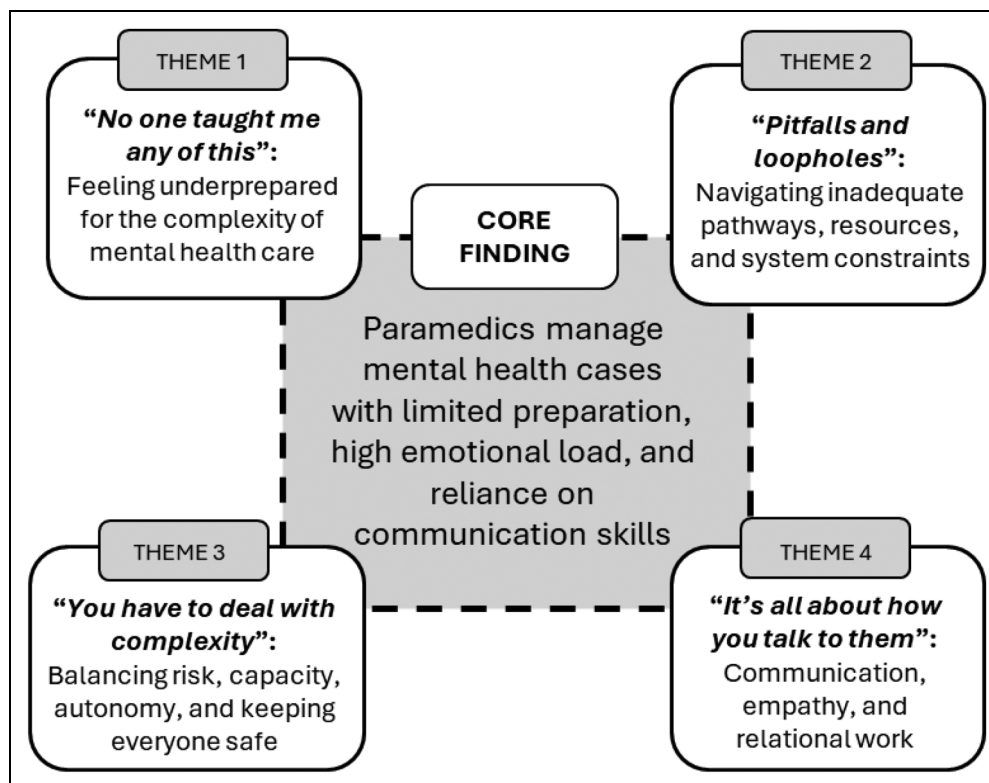 THEME 1
“No one taught me
any of this”:
Feeling underprepared
for the complexity of
mental health care
THEME 2
“Pitfalls and
loopholes”:
Navigating inadequate
pathways, resources,
and system constraints
CORE
FINDING
Paramedics manage
mental health cases
with limited preparation,
high emotional load, and
reliance on
communication skills
THEME 3
“You have to deal with
complexity”:
Balancing risk, capacity,
autonomy, and keeping
everyone safe
THEME 4
“It’s all about how
you talk to them”:
Communication,
empathy, and
relational work